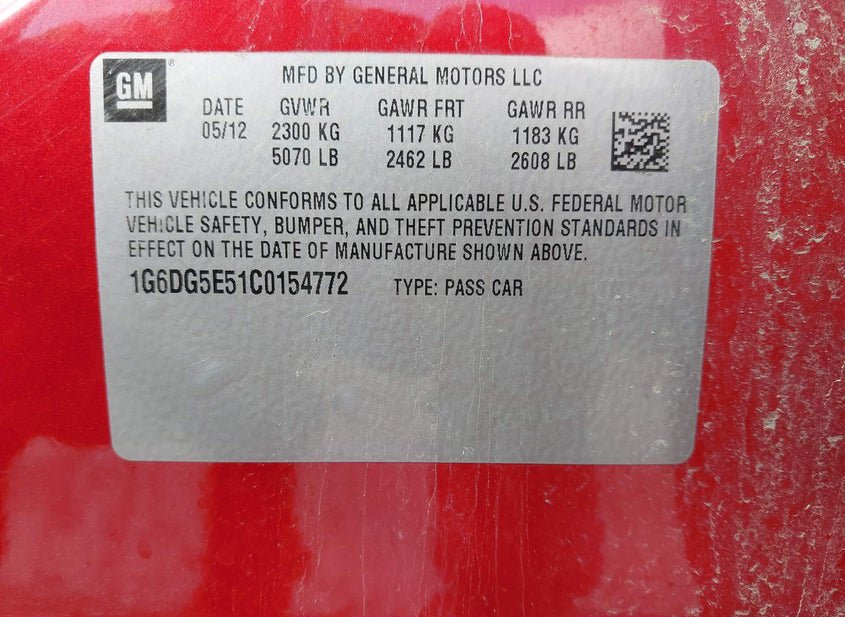 GM®
MFD BY GENERAL MOTORS LLC
DATE GVWR GAWR FRT GAWR RR
05/12 2300 KG 1117 KG 1183 KG
5070 LB 2462 LB 2608 LB
THIS VEHICLE CONFORMS TO ALL APPLICABLE U.S. FEDERAL MOTOR
VEHICLE SAFETY, BUMPER, AND THEFT PREVENTION STANDARDS IN
EFFECT ON THE DATE OF MANUFACTURE SHOWN ABOVE.
1G6DG5E51C0154772 TYPE: PASS CAR